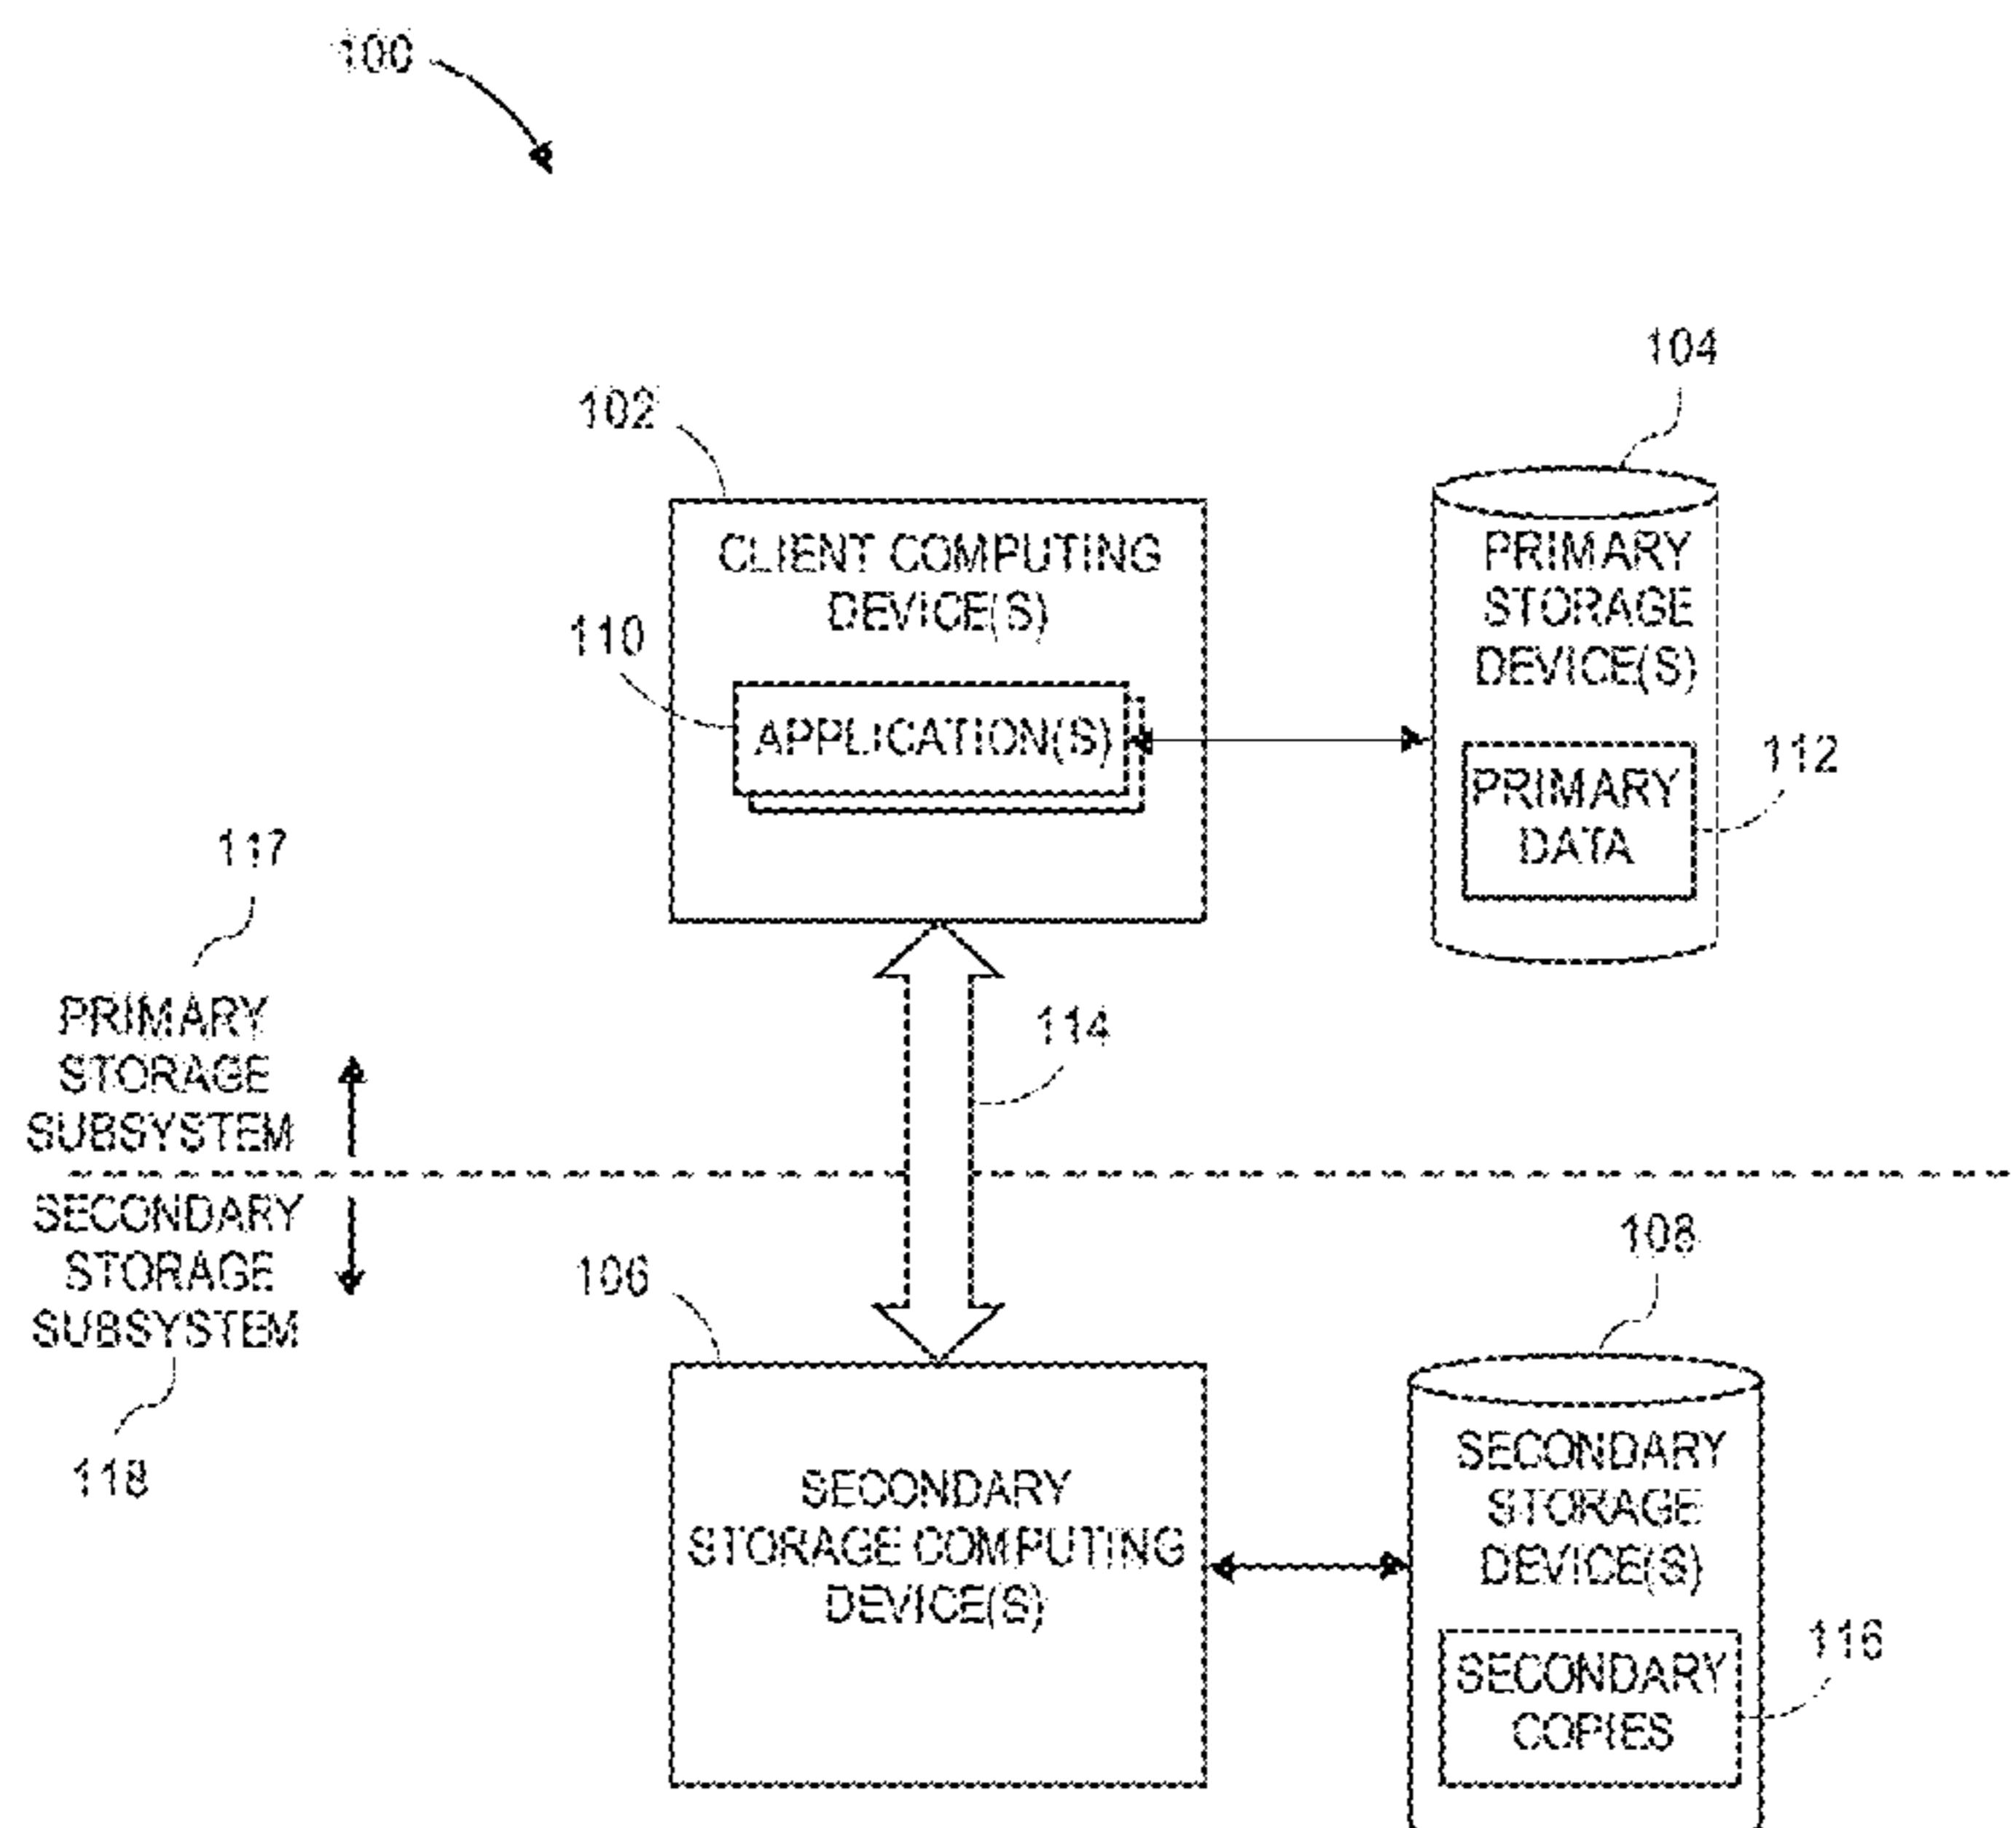 100
104
102
CLIENT COMPUTING
DEVICE(S)
110
APPLICATION(S)
PRIMARY
STORAGE
DEVICE(S)
PRIMARY
DATA
112
117
PRIMARY
STORAGE
SUBSYSTEM
114
SECONDARY
STORAGE
SUBSYSTEM
118
106
108
SECONDARY
STORAGE COMPUTING
DEVICE(S)
SECONDARY
STORAGE
DEVICE(S)
SECONDARY
COPIES
116